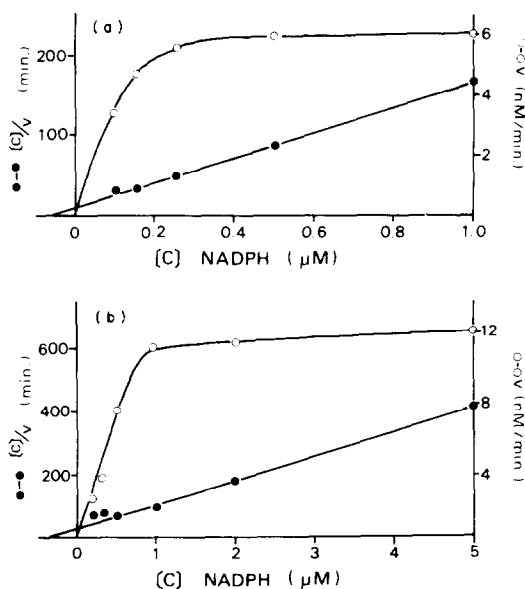 (a)
200
100
●-● [C]/v (min.)
6
4
2
○-○ V (nM/min)
0 0.2 0.4 0.6 0.8 1.0
[C] NADPH (μM)
(b)
600
400
200
●-● [C]/v (min.)
12
8
4
○-○ V (nM/min)
0 1 2 3 4 5
[C] NADPH (μM)